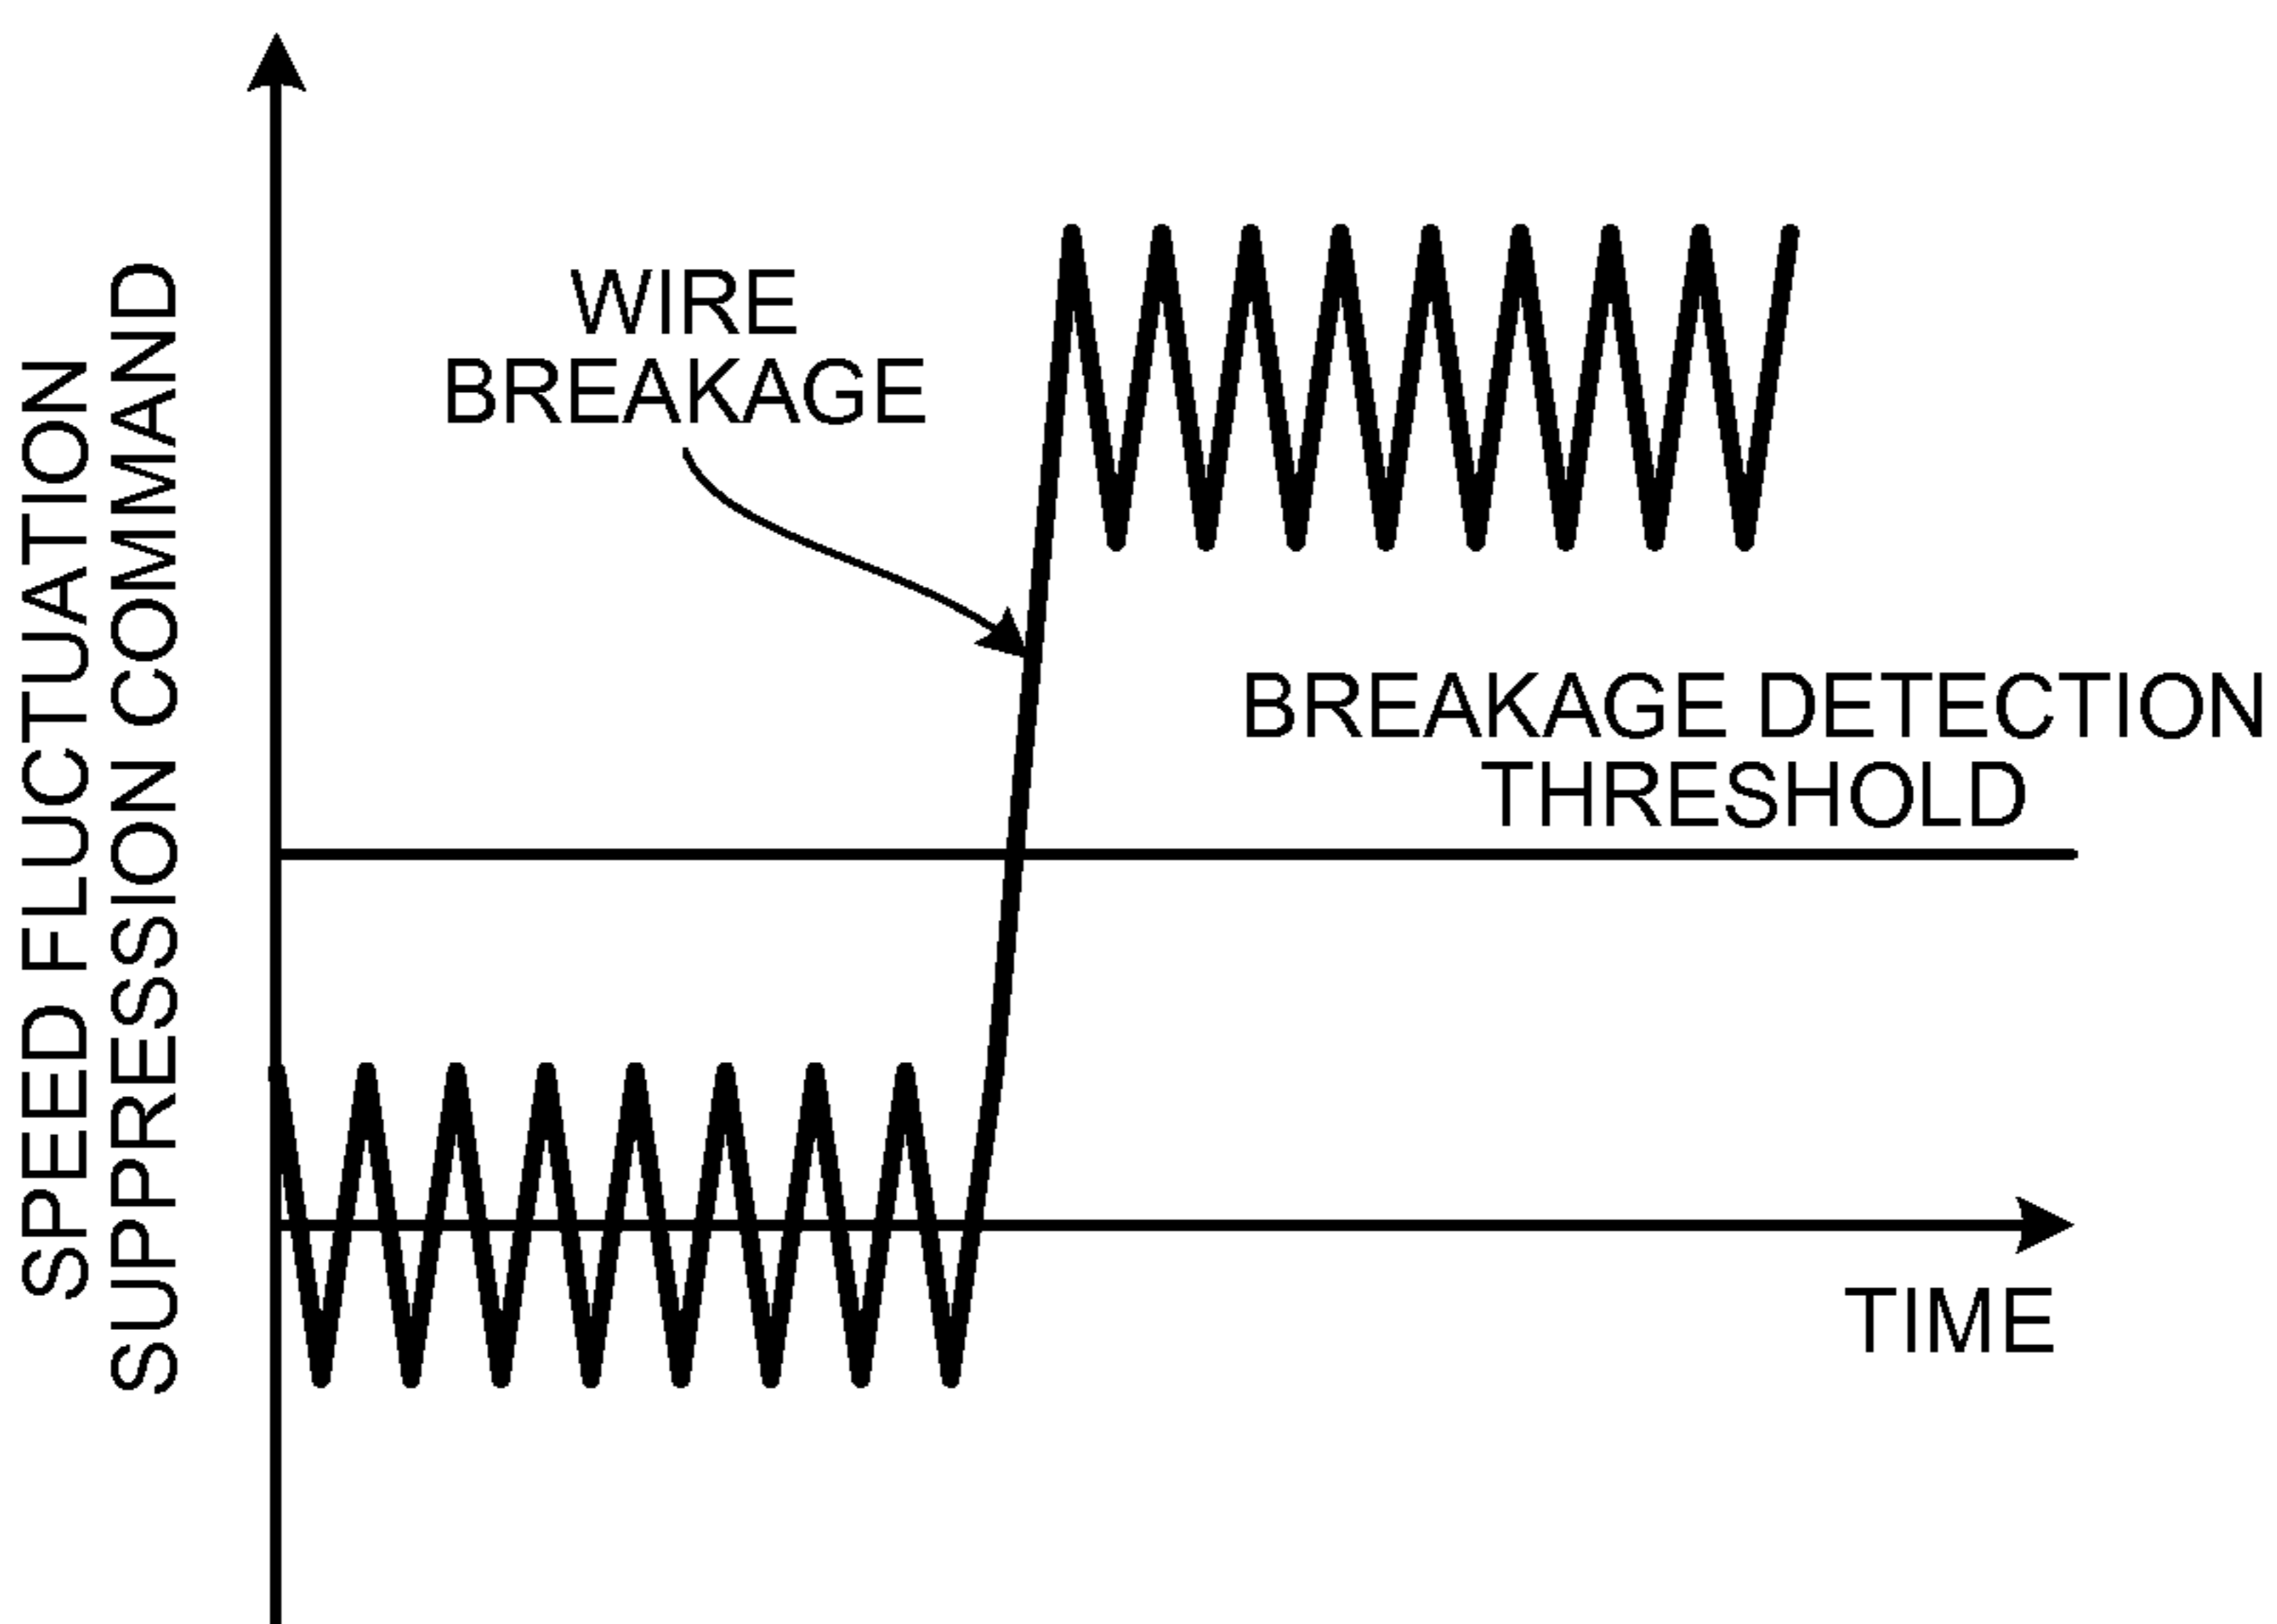 SPEED FLUCTUATION
SUPPRESSION COMMAND
WIRE
BREAKAGE
BREAKAGE DETECTION
THRESHOLD
TIME